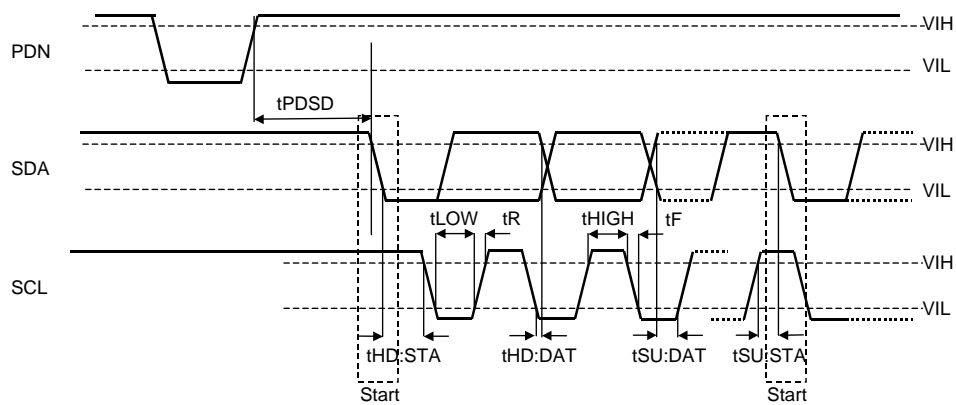 VIH
PDN
VIL
tPDSD
VIH
SDA
VIL
tLOW tR tHIGH tF
VIH
SCL
VIL
tHD:STA tHD:DAT tSU:DAT tSU:STA
Start Start